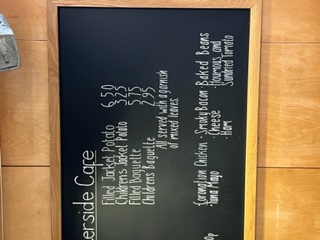 erside Cafe
Filled Jacket Potato 6.50
Childrens Jacket Potato 3.25
Filled Baguette 5.75
Childrens Baguette 2.95
All served with a garnish
of mixed leaves
Coronation Chicken · Smoky Bacon · Baked Beans
· Tuna Mayo · Cheese · Houmous and
· Ham Sundried Tomato